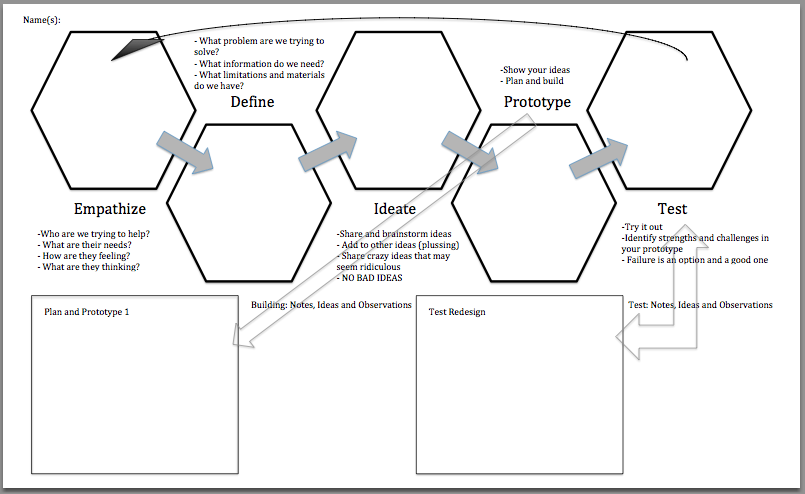 Name(s):
- What problem are we trying to
solve?
- What information do we need?
- What limitations and materials
do we have?
Define
-Show your ideas
- Plan and build
Prototype
Empathize
-Who are we trying to help?
- What are their needs?
- How are they feeling?
- What are they thinking?
Ideate
-Share and brainstorm ideas
- Add to other ideas (plussing)
- Share crazy ideas that may
seem ridiculous
- NO BAD IDEAS
Test
-Try it out
-Identify strengths and challenges in
your prototype
- Failure is an option and a good one
Plan and Prototype 1
Building: Notes, Ideas and Observations
Test Redesign
Test: Notes, Ideas and Observations